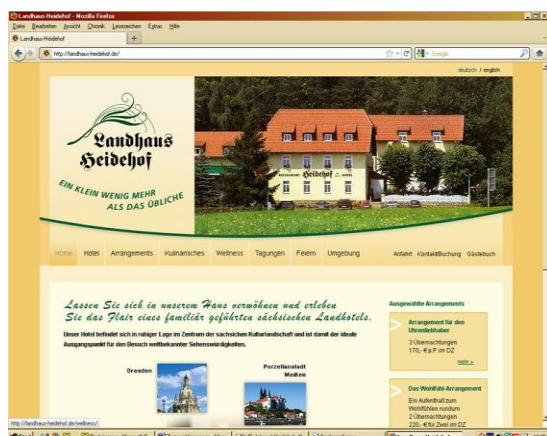 Landhaus Heidehof - Mozilla Firefox
Datei Bearbeiten Ansicht Chronik Lesezeichen Extras Hilfe
Landhaus Heidehof
http://landhaus-heidehof.de/
Google
deutsch / english
Landhaus
Heidehof
EIN KLEIN WENIG MEHR
ALS DAS ÜBLICHE
RESTAURANT Heidehof HOTEL
Home Hotel Arrangements Kulinarisches Wellness Tagungen Feiern Umgebung Anfahrt Kontakt/Buchung Gästebuch
Lassen Sie sich in unserem Haus verwöhnen und erleben
Sie das Flair eines familiär geführten sächsischen Landhotels.
Unser Hotel befindet sich in ruhiger Lage im Zentrum der sächsischen Kulturlandschaft und ist damit der ideale
Ausgangspunkt für den Besuch weltbekannter Sehenswürdigkeiten.
Dresden
Porzellanstadt
Meißen
Ausgewählte Arrangements
Arrangement für den
Uhrenliebhaber
3 Übernachtungen
170,- € p.P. im DZ
mehr »
Das Wohlfühl-Arrangement
Ein Aufenthalt zum
Wohlfühlen rundum
2 Übernachtungen
220,- € für Zwei im DZ
http://landhaus-heidehof.de/wellness/